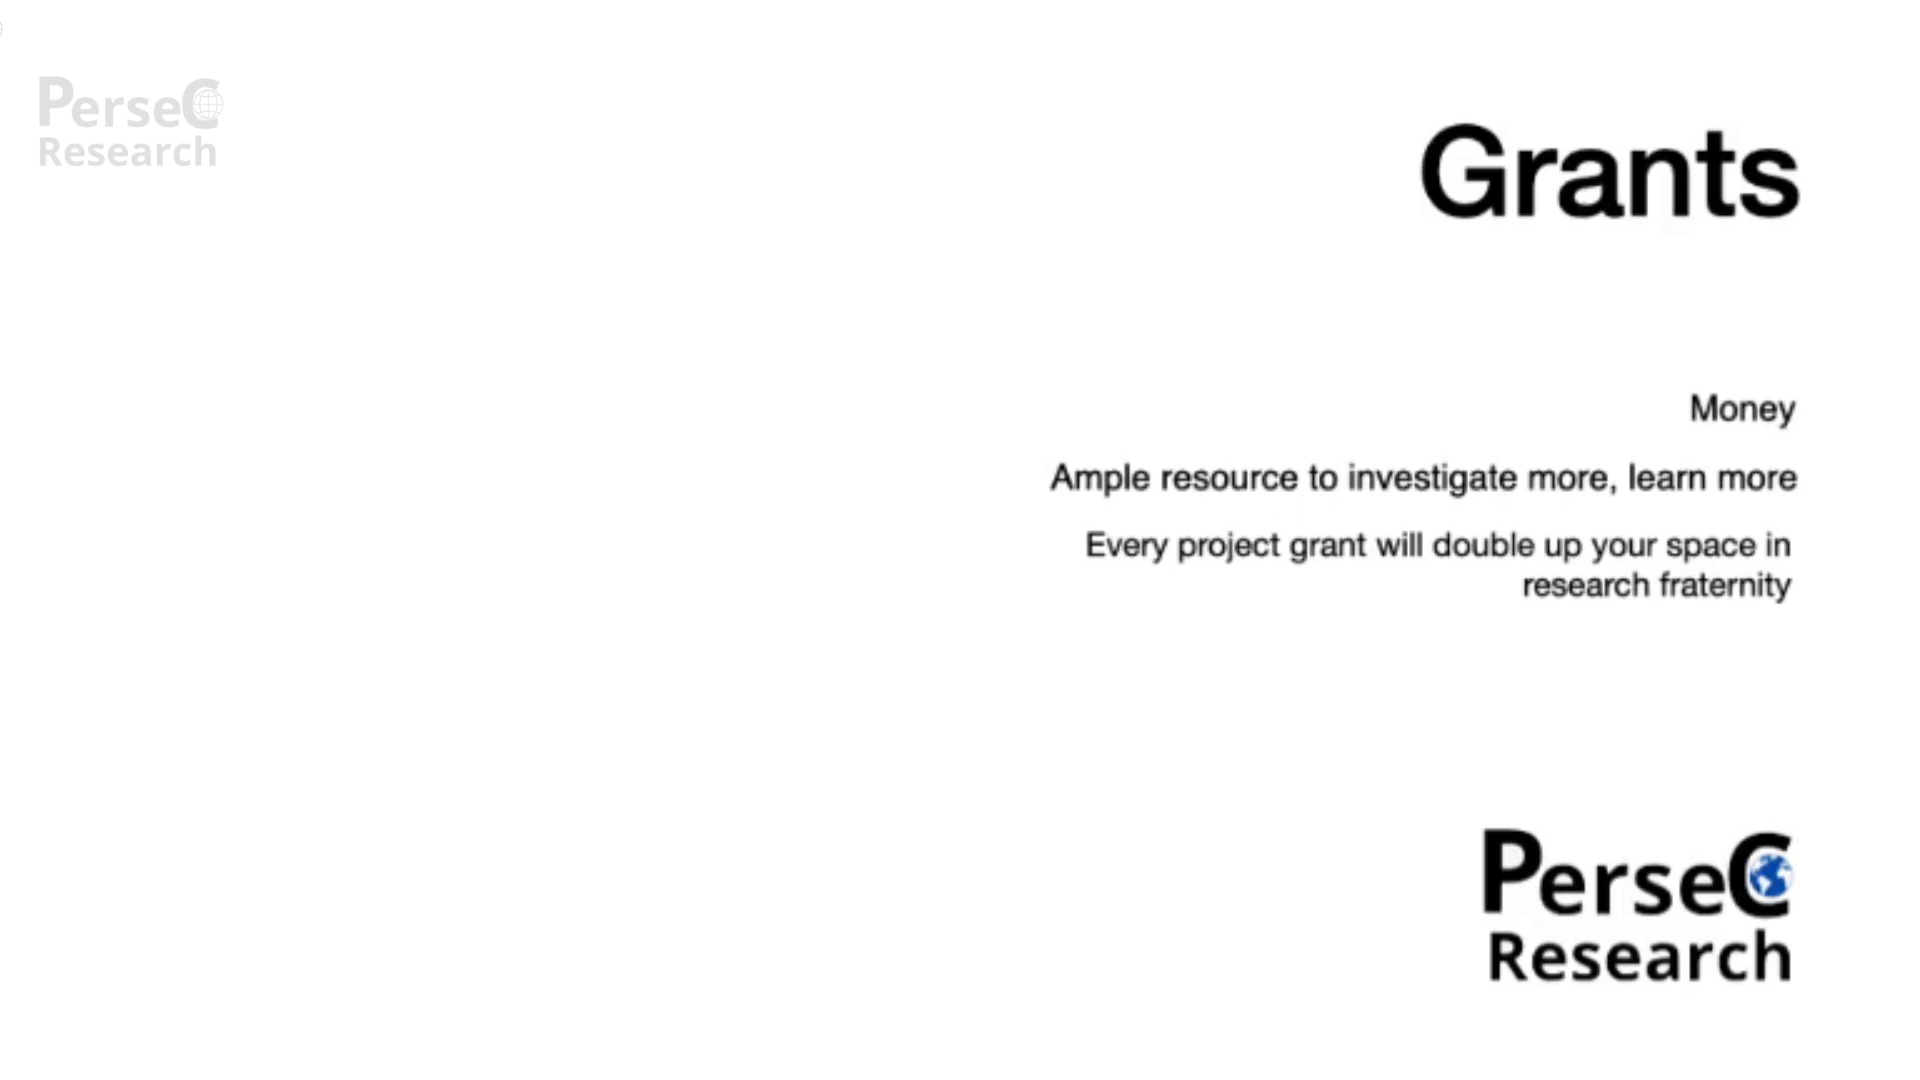 PerseC
Research
Grants
Money
Ample resource to investigate more, learn more
Every project grant will double up your space in
research fraternity
PerseC
Research